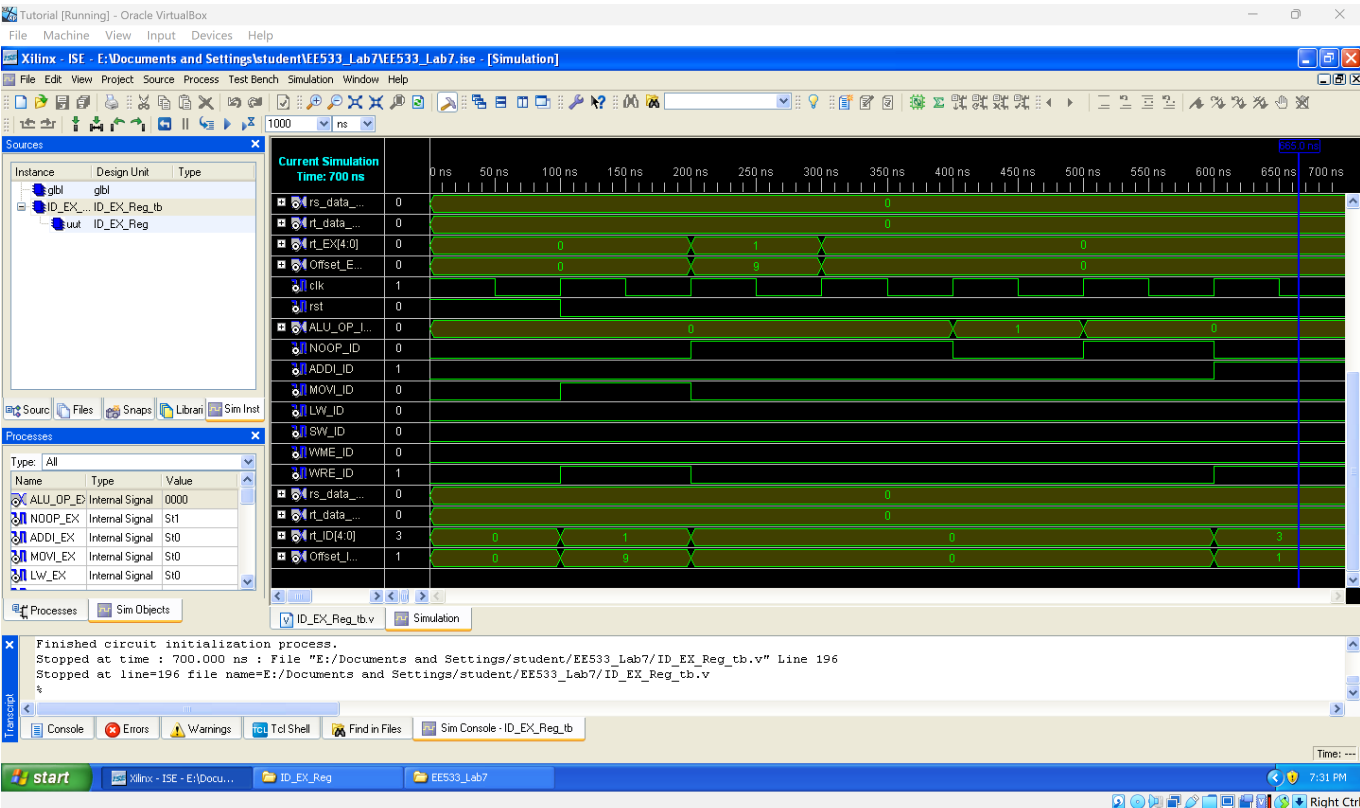 Tutorial [Running] - Oracle VirtualBox
File Machine View Input Devices Help
Xilinx - ISE - E:\Documents and Settings\student\EE533_Lab7\EE533_Lab7.ise - [Simulation]
File Edit View Project Source Process Test Bench Simulation Window Help
1000 ns
Sources
Instance Design Unit Type
glbl glbl
ID_EX_... ID_EX_Reg_tb
uut ID_EX_Reg
Sourc Files Snaps Librari Sim Inst
Processes
Type: All
Name Type Value
ALU_OP_E Internal Signal 0000
NOOP_EX Internal Signal St1
ADDI_EX Internal Signal St0
MOVI_EX Internal Signal St0
LW_EX Internal Signal St0
Processes Sim Objects
Current Simulation
Time: 700 ns
665.0 ns
0 ns 50 ns 100 ns 150 ns 200 ns 250 ns 300 ns 350 ns 400 ns 450 ns 500 ns 550 ns 600 ns 650 ns 700 ns
rs_data_... 0 0
rt_data_... 0 0
rt_EX[4:0] 0 0 1 0
Offset_E... 0 0 9 0
clk 1
rst 0
ALU_OP_I... 0 0 1 0
NOOP_ID 0
ADDI_ID 1
MOVI_ID 0
LW_ID 0
SW_ID 0
WME_ID 0
WRE_ID 1
rs_data_... 0 0
rt_data_... 0 0
rt_ID[4:0] 3 0 1 0 3
Offset_I... 1 0 9 0 1
ID_EX_Reg_tb.v Simulation
Finished circuit initialization process.
Stopped at time : 700.000 ns : File "E:/Documents and Settings/student/EE533_Lab7/ID_EX_Reg_tb.v" Line 196
Stopped at line=196 file name=E:/Documents and Settings/student/EE533_Lab7/ID_EX_Reg_tb.v
%
Transcript
Console Errors Warnings Tcl Shell Find in Files Sim Console - ID_EX_Reg_tb
Time: ---
start Xilinx - ISE - E:\Docu... ID_EX_Reg EE533_Lab7 7:31 PM
Right Ctrl